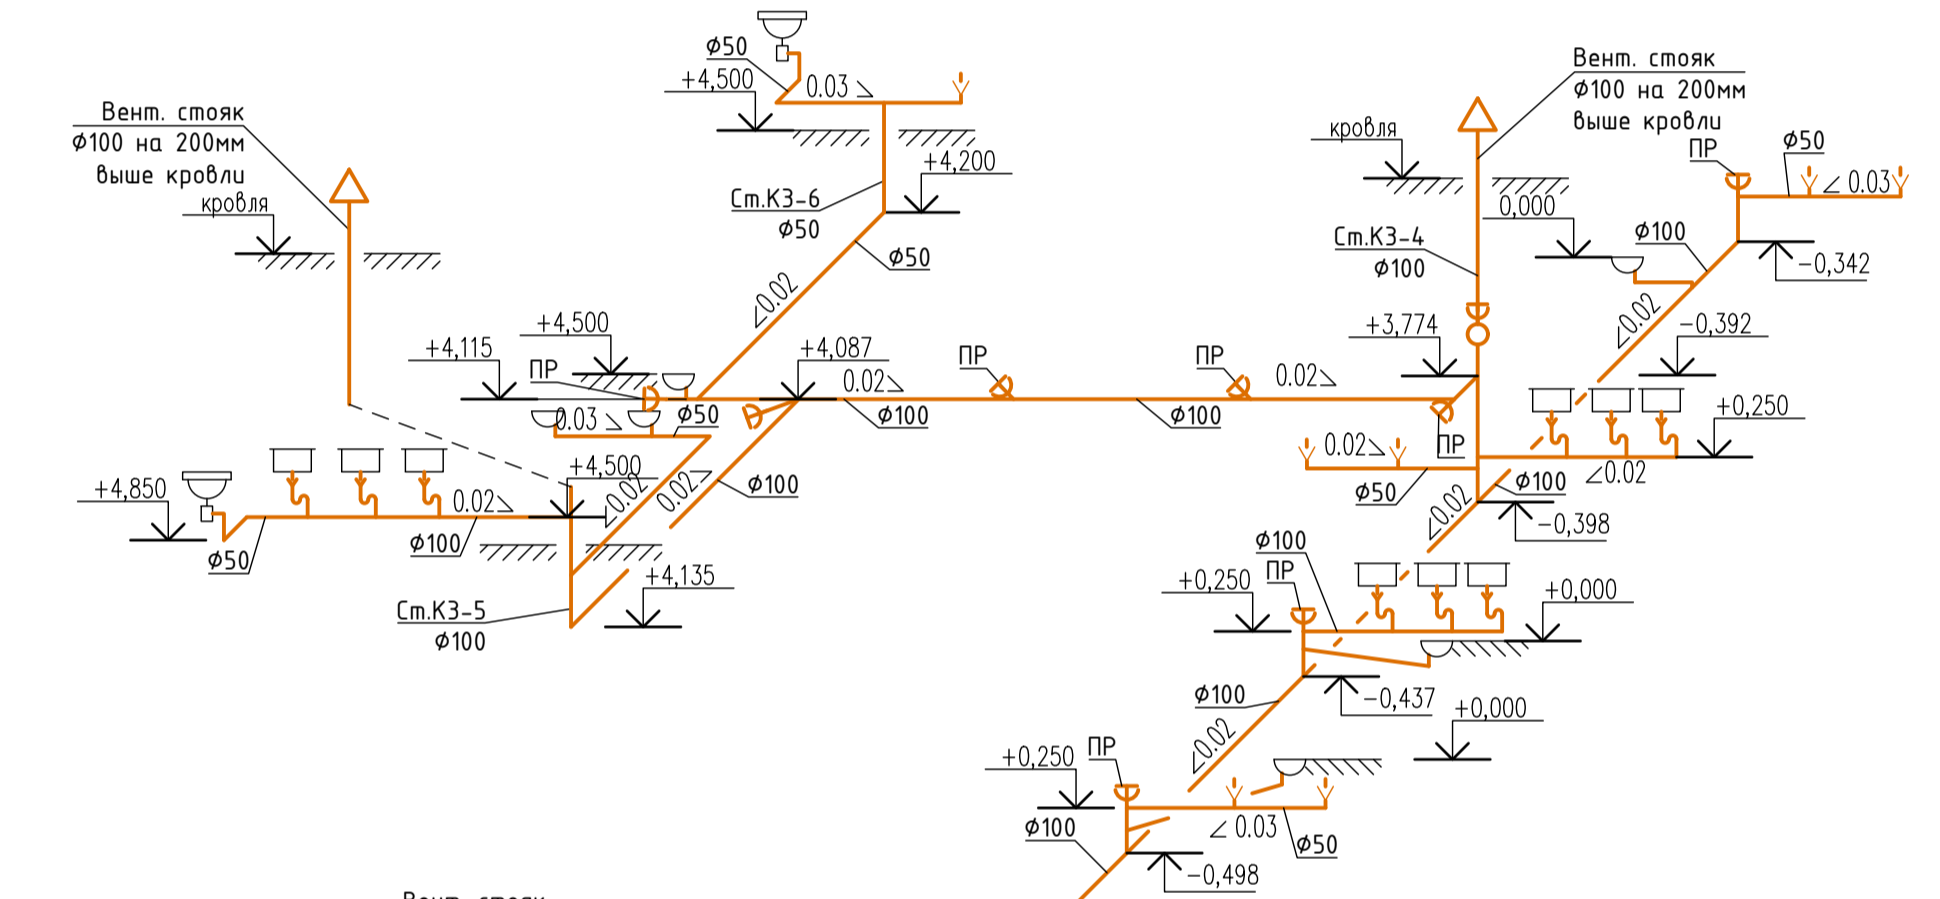 Вент. стояк
ф100 на 200мм
выше кровли
кровля
ф50
+4,500
0.03
+4,200
Ст.К3-6
ф50
ф50
∠0.02
Вент. стояк
ф100 на 200мм
выше кровли
кровля
ПР
ф50
∠ 0.03
0,000
Ст.К3-4
ф100
ф100
-0,342
∠0.02
-0,392
+3,774
+4,500
+4,115
ПР
+4,087
0.02
ПР
ПР
0.02
0.03
ф50
ф100
ф100
ПР
+0,250
0.02
∠0.02
ф50
ф100
∠0.02
-0,398
+4,850
0.02
+4,500
∠0.02
0.02
ф100
ф50
ф100
+4,135
Ст.К3-5
ф100
ф100
+0,250
ПР
+0,000
ф100
-0,437
+0,000
∠0.02
+0,250
ПР
ф100
∠ 0.03
ф50
-0,498
Вент. стояк